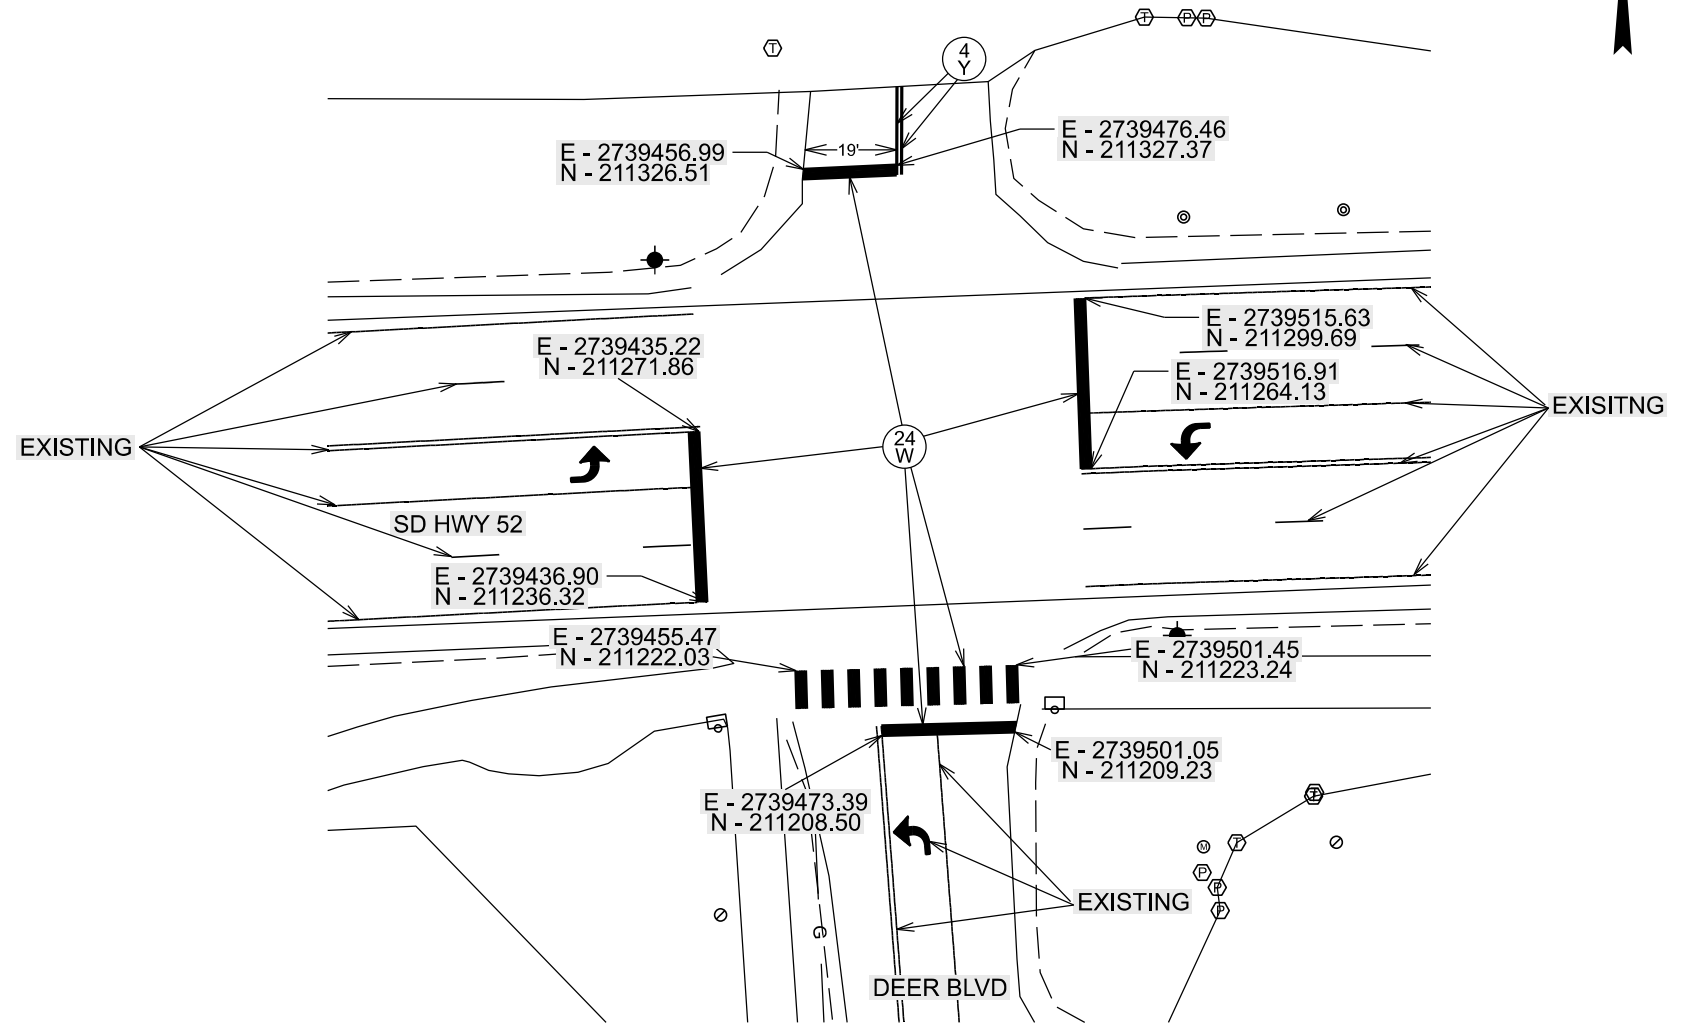 T
T
P
P
4
Y
E - 2739456.99
N - 211326.51
19'
E - 2739476.46
N - 211327.37
E - 2739435.22
N - 211271.86
E - 2739515.63
N - 211299.69
E - 2739516.91
N - 211264.13
EXISTING
24
W
EXISITNG
SD HWY 52
E - 2739436.90
N - 211236.32
E - 2739455.47
N - 211222.03
E - 2739501.45
N - 211223.24
E - 2739501.05
N - 211209.23
E - 2739473.39
N - 211208.50
T
M
P
P
P
EXISTING
G
DEER BLVD